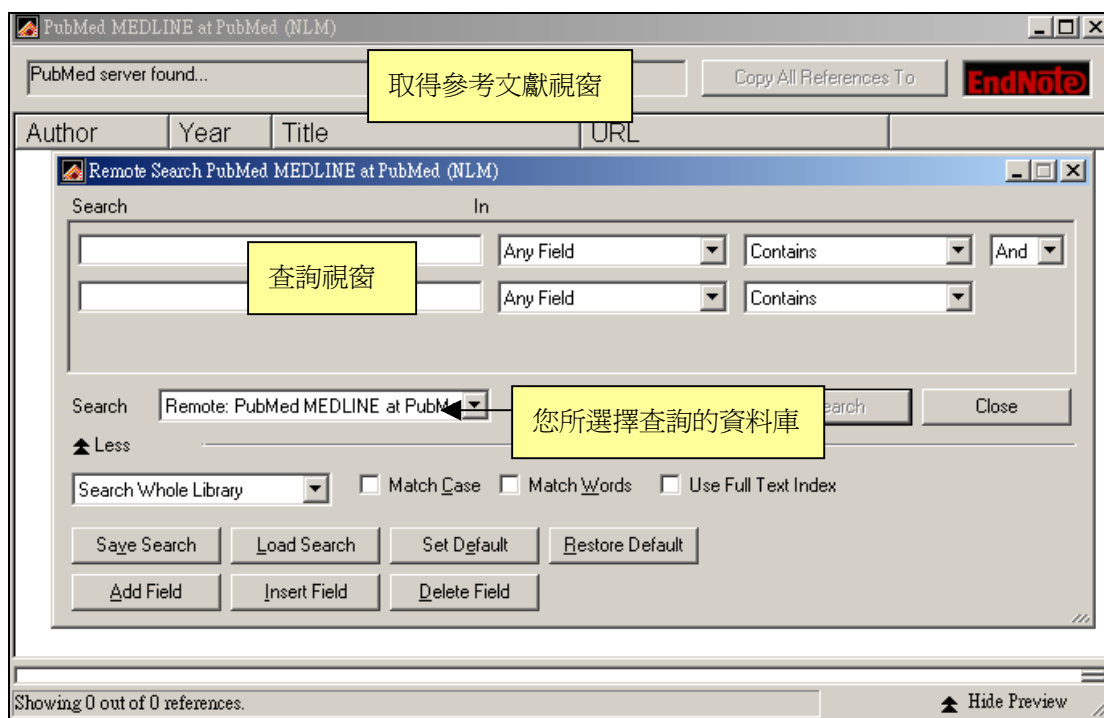 PubMed MEDLINE at PubMed (NLM)
PubMed server found...
取得參考文獻視窗
Copy All References To
EndNote
Author Year Title URL
Remote Search PubMed MEDLINE at PubMed (NLM)
Search In
Any Field Contains And
查詢視窗
Any Field Contains
Search Remote: PubMed MEDLINE at PubM
您所選擇查詢的資料庫
earch Close
Less
Search Whole Library Match Case Match Words Use Full Text Index
Save Search Load Search Set Default Restore Default
Add Field Insert Field Delete Field
Showing 0 out of 0 references. Hide Preview